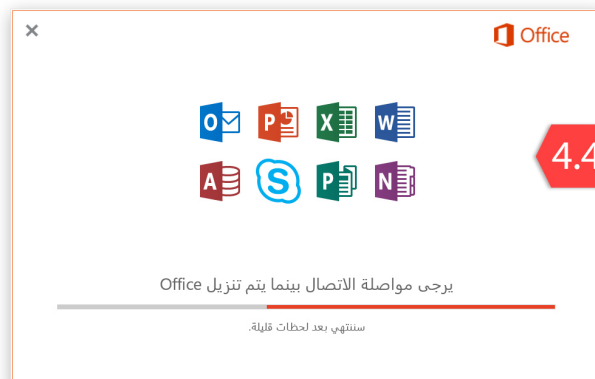 Office
O P X W
A S P N
4.4
يرجى مواصلة الاتصال بينما يتم تنزيل Office
سننتهي بعد لحظات قليلة.